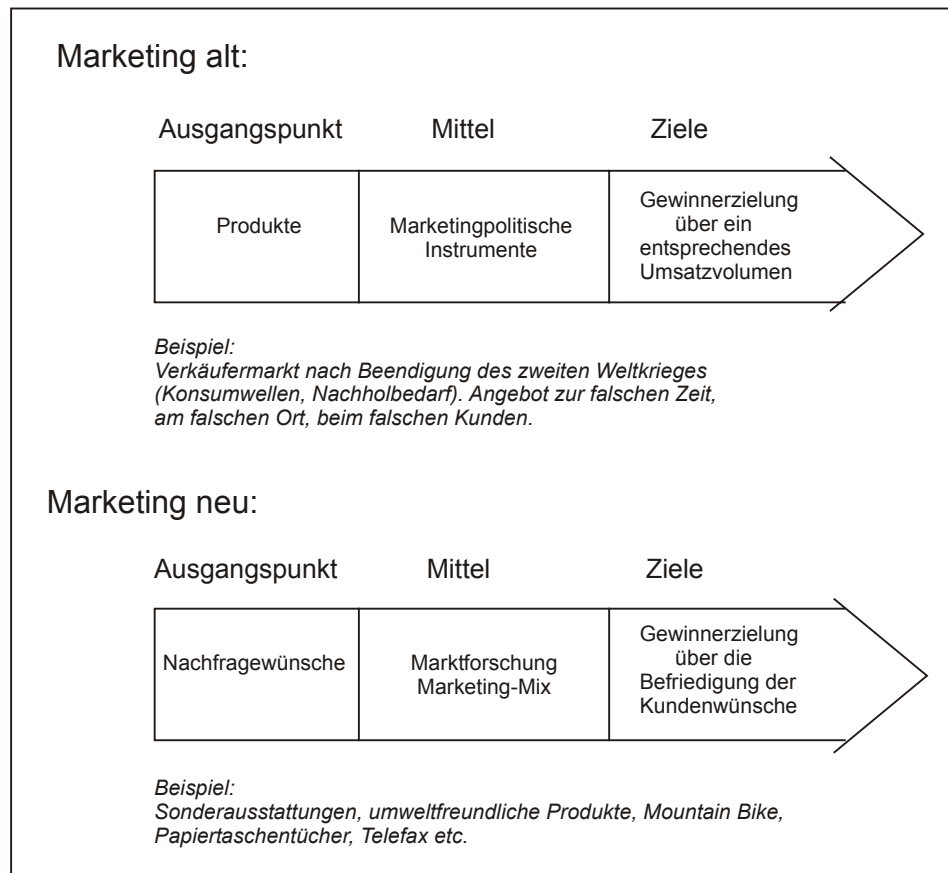 Marketing alt:
Ausgangspunkt Mittel Ziele
Produkte
Marketingpolitische
Instrumente
Gewinnerzielung
über ein
entsprechendes
Umsatzvolumen
Beispiel:
Verkäufermarkt nach Beendigung des zweiten Weltkrieges
(Konsumwellen, Nachholbedarf). Angebot zur falschen Zeit,
am falschen Ort, beim falschen Kunden.
Marketing neu:
Ausgangspunkt Mittel Ziele
Nachfragewünsche
Marktforschung
Marketing-Mix
Gewinnerzielung
über die
Befriedigung der
Kundenwünsche
Beispiel:
Sonderausstattungen, umweltfreundliche Produkte, Mountain Bike,
Papiertaschentücher, Telefax etc.